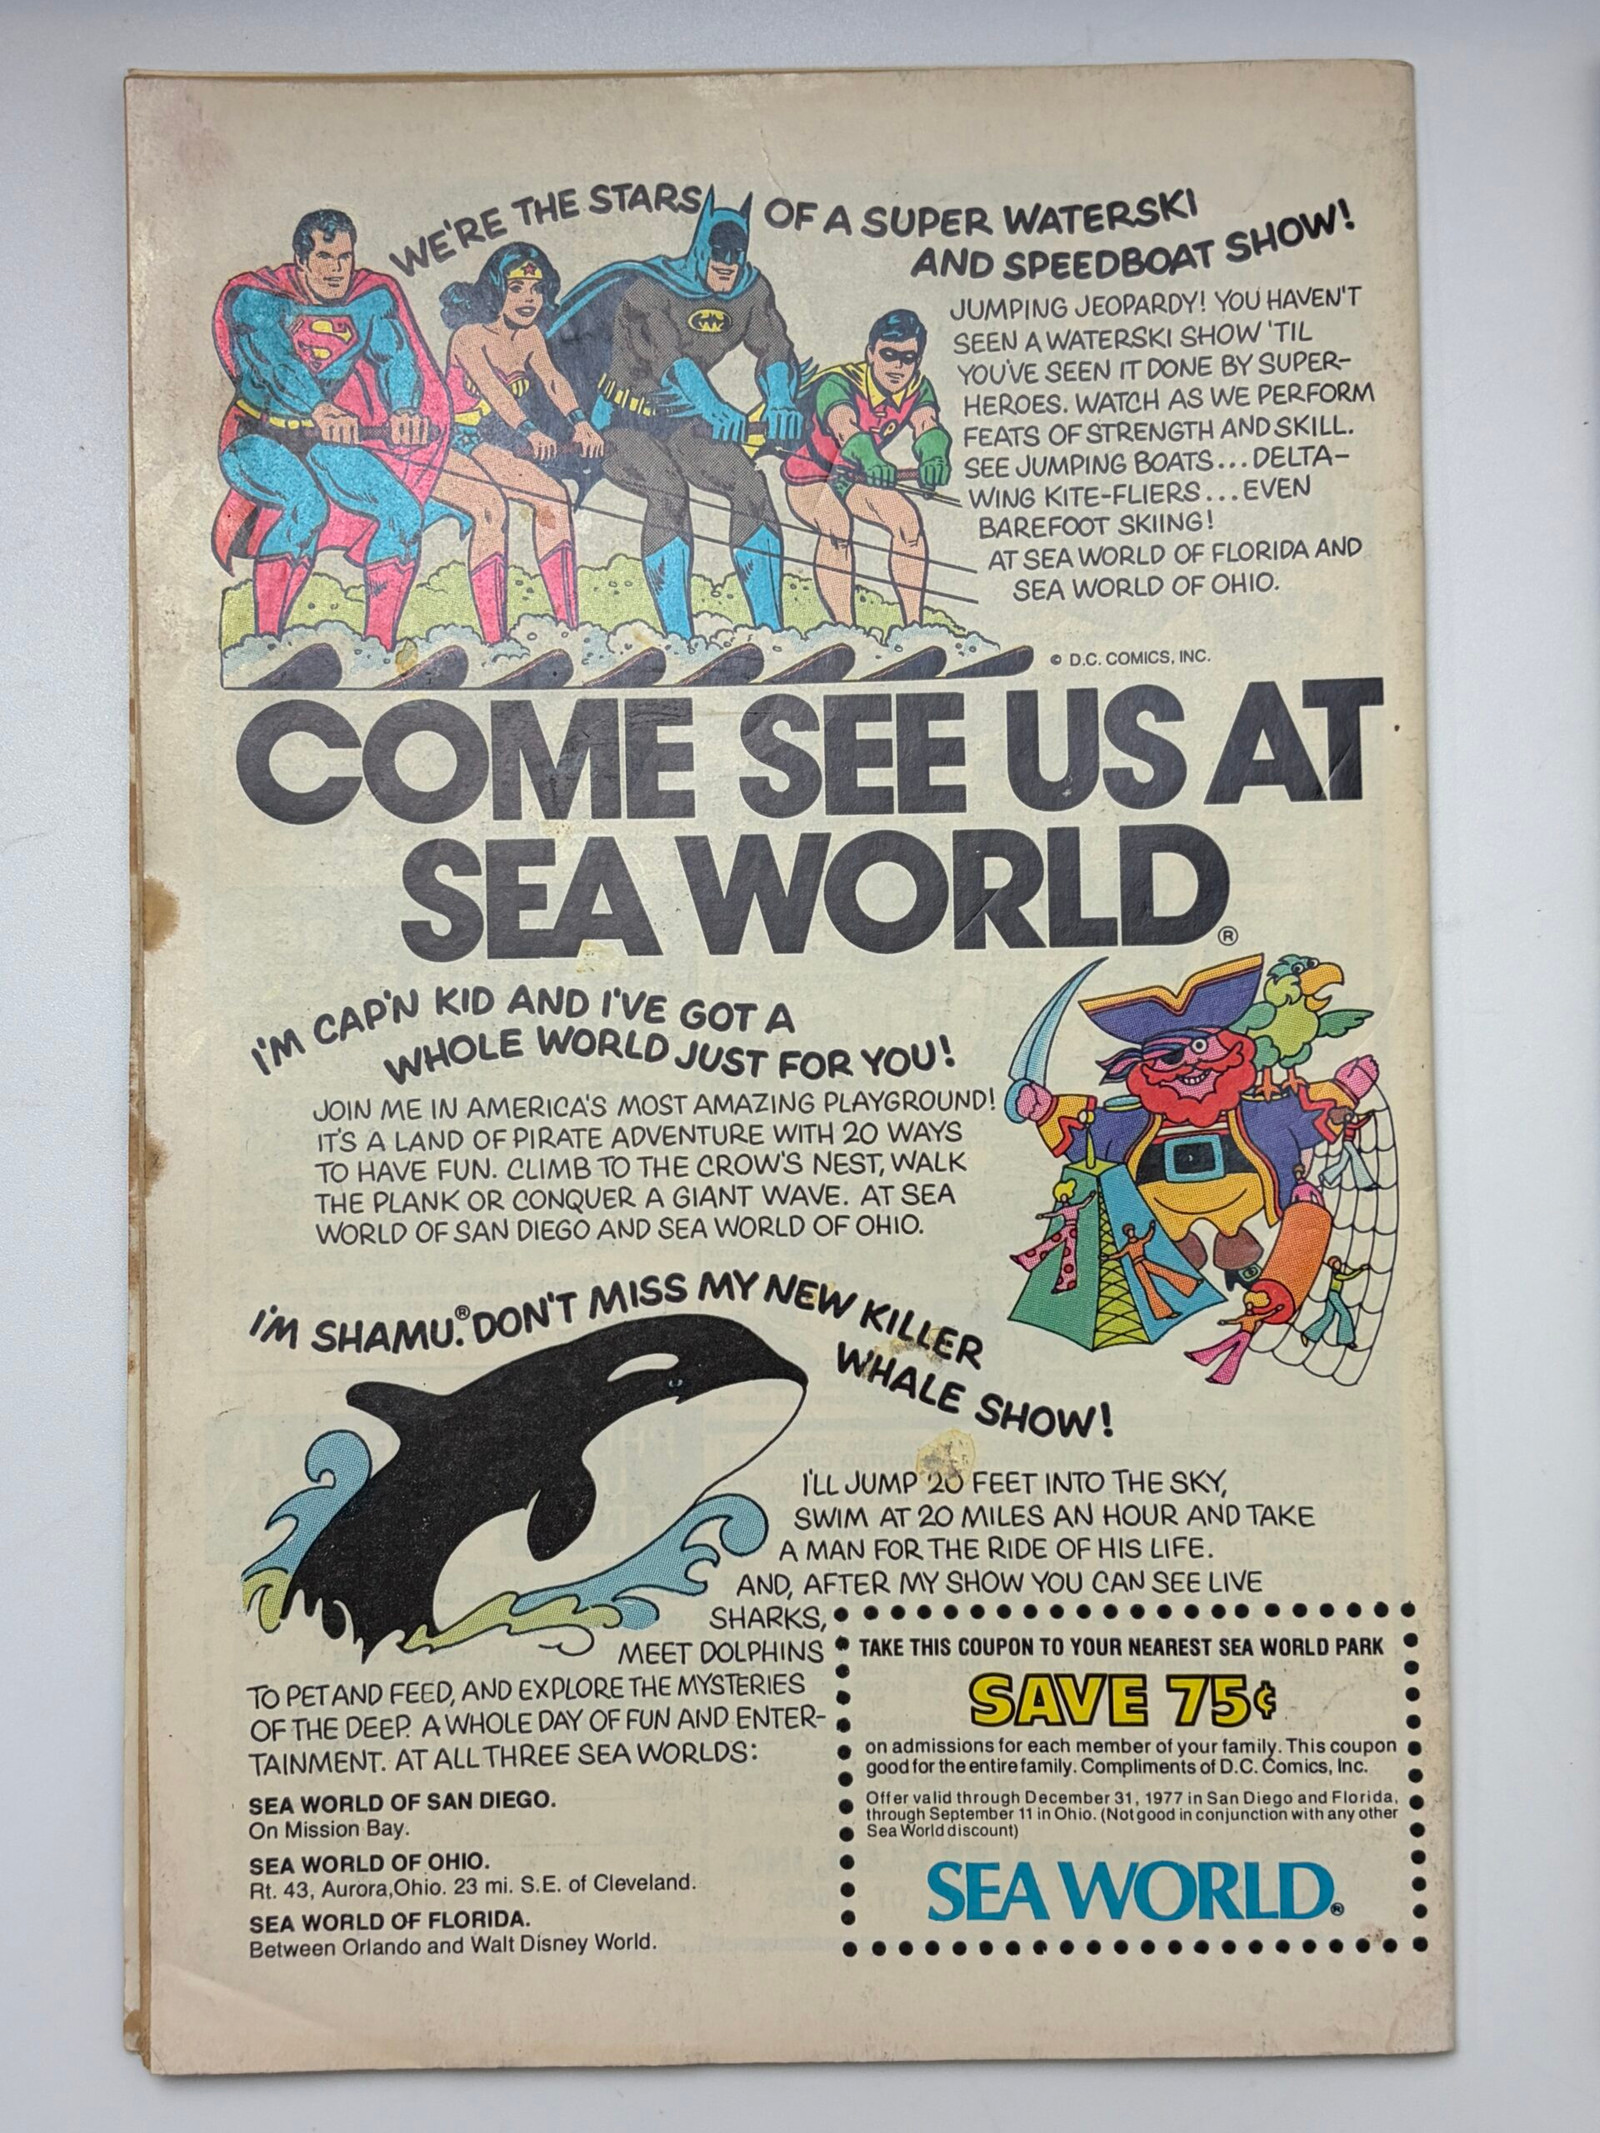 WE'RE THE STARS OF A SUPER WATERSKI
AND SPEEDBOAT SHOW!
JUMPING JEOPARDY! YOU HAVEN'T
SEEN A WATERSKI SHOW 'TIL
YOU'VE SEEN IT DONE BY SUPER-
HEROES. WATCH AS WE PERFORM
FEATS OF STRENGTH AND SKILL.
SEE JUMPING BOATS...DELTA-
WING KITE-FLIERS...EVEN
BAREFOOT SKIING!
AT SEA WORLD OF FLORIDA AND
SEA WORLD OF OHIO.
© D.C. COMICS, INC.
COME SEE US AT
SEA WORLD®
I'M CAP'N KID AND I'VE GOT A
WHOLE WORLD JUST FOR YOU!
JOIN ME IN AMERICA'S MOST AMAZING PLAYGROUND!
IT'S A LAND OF PIRATE ADVENTURE WITH 20 WAYS
TO HAVE FUN. CLIMB TO THE CROW'S NEST, WALK
THE PLANK OR CONQUER A GIANT WAVE. AT SEA
WORLD OF SAN DIEGO AND SEA WORLD OF OHIO.
I'M SHAMU.® DON'T MISS MY NEW KILLER
WHALE SHOW!
I'LL JUMP 20 FEET INTO THE SKY,
SWIM AT 20 MILES AN HOUR AND TAKE
A MAN FOR THE RIDE OF HIS LIFE.
AND, AFTER MY SHOW YOU CAN SEE LIVE
SHARKS,
MEET DOLPHINS
TO PET AND FEED, AND EXPLORE THE MYSTERIES
OF THE DEEP. A WHOLE DAY OF FUN AND ENTER-
TAINMENT. AT ALL THREE SEA WORLDS:
SEA WORLD OF SAN DIEGO.
On Mission Bay.
SEA WORLD OF OHIO.
Rt. 43, Aurora, Ohio. 23 mi. S.E. of Cleveland.
SEA WORLD OF FLORIDA.
Between Orlando and Walt Disney World.
TAKE THIS COUPON TO YOUR NEAREST SEA WORLD PARK
SAVE 75¢
on admissions for each member of your family. This coupon
good for the entire family. Compliments of D.C. Comics, Inc.
Offer valid through December 31, 1977 in San Diego and Florida,
through September 11 in Ohio. (Not good in conjunction with any other
Sea World discount)
SEA WORLD®